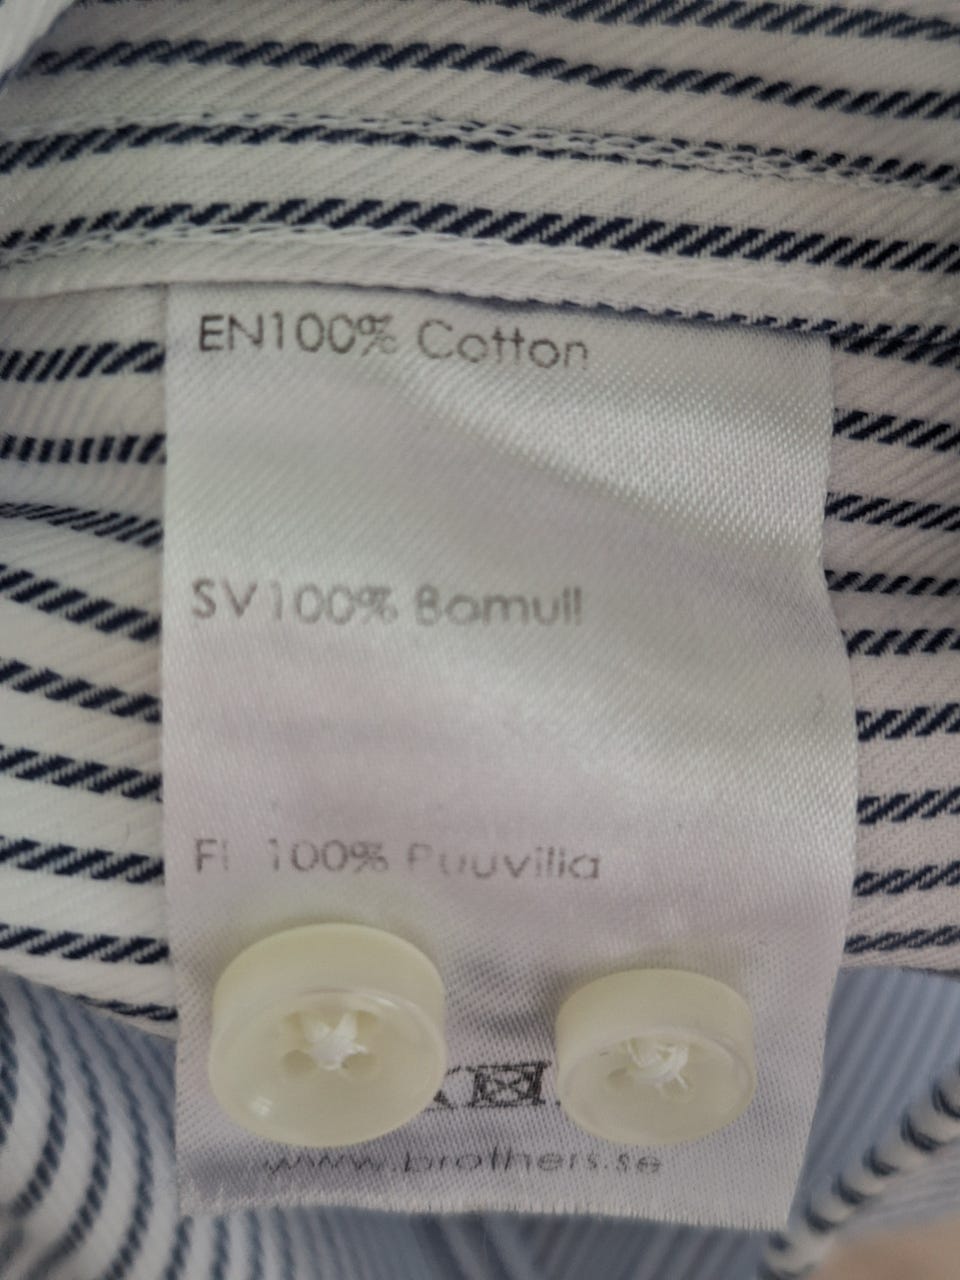 EN100% Cotton
SV100% Bomull
FI 100% Puuvilla
www.brothers.se